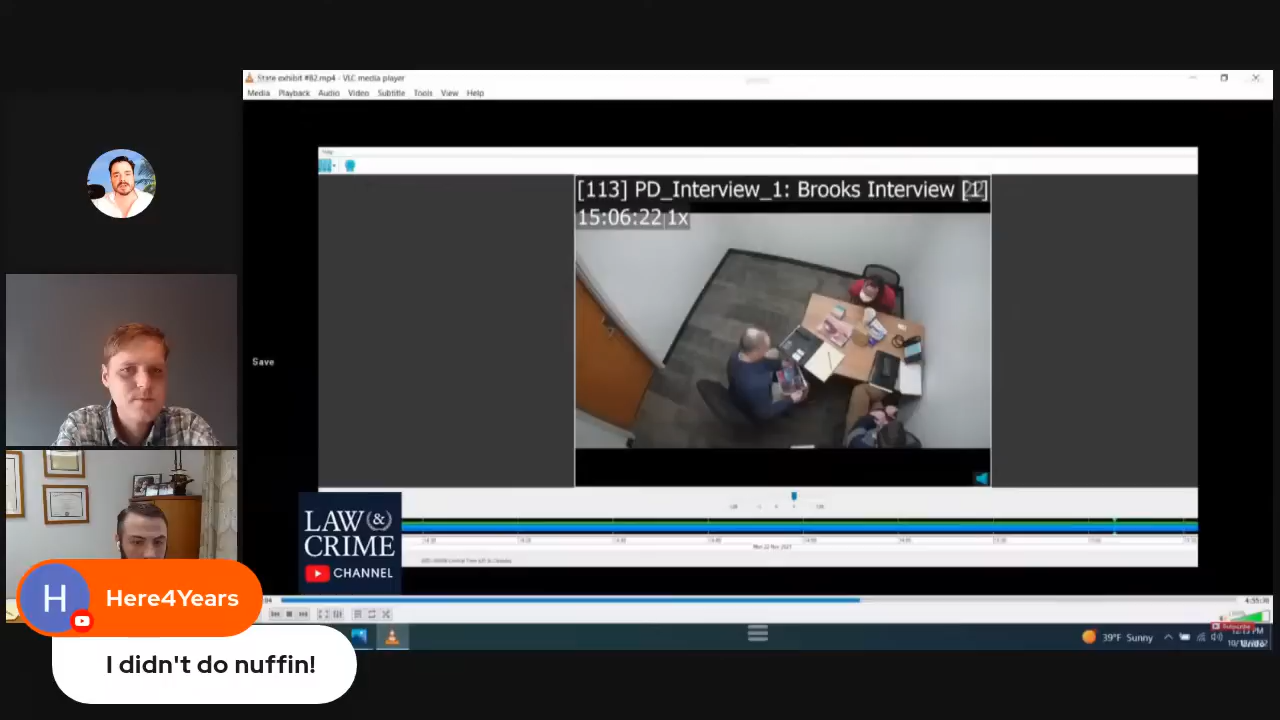 State exhibit #82.mp4 - VLC media player
Media Playback Audio Video Subtitle Tools View Help
[113] PD_Interview_1: Brooks Interview
15:06:22 1x
Save
LAW &
CRIME
CHANNEL
4:55:30
39°F Sunny
H
Here4Years
I didn't do nuffin!